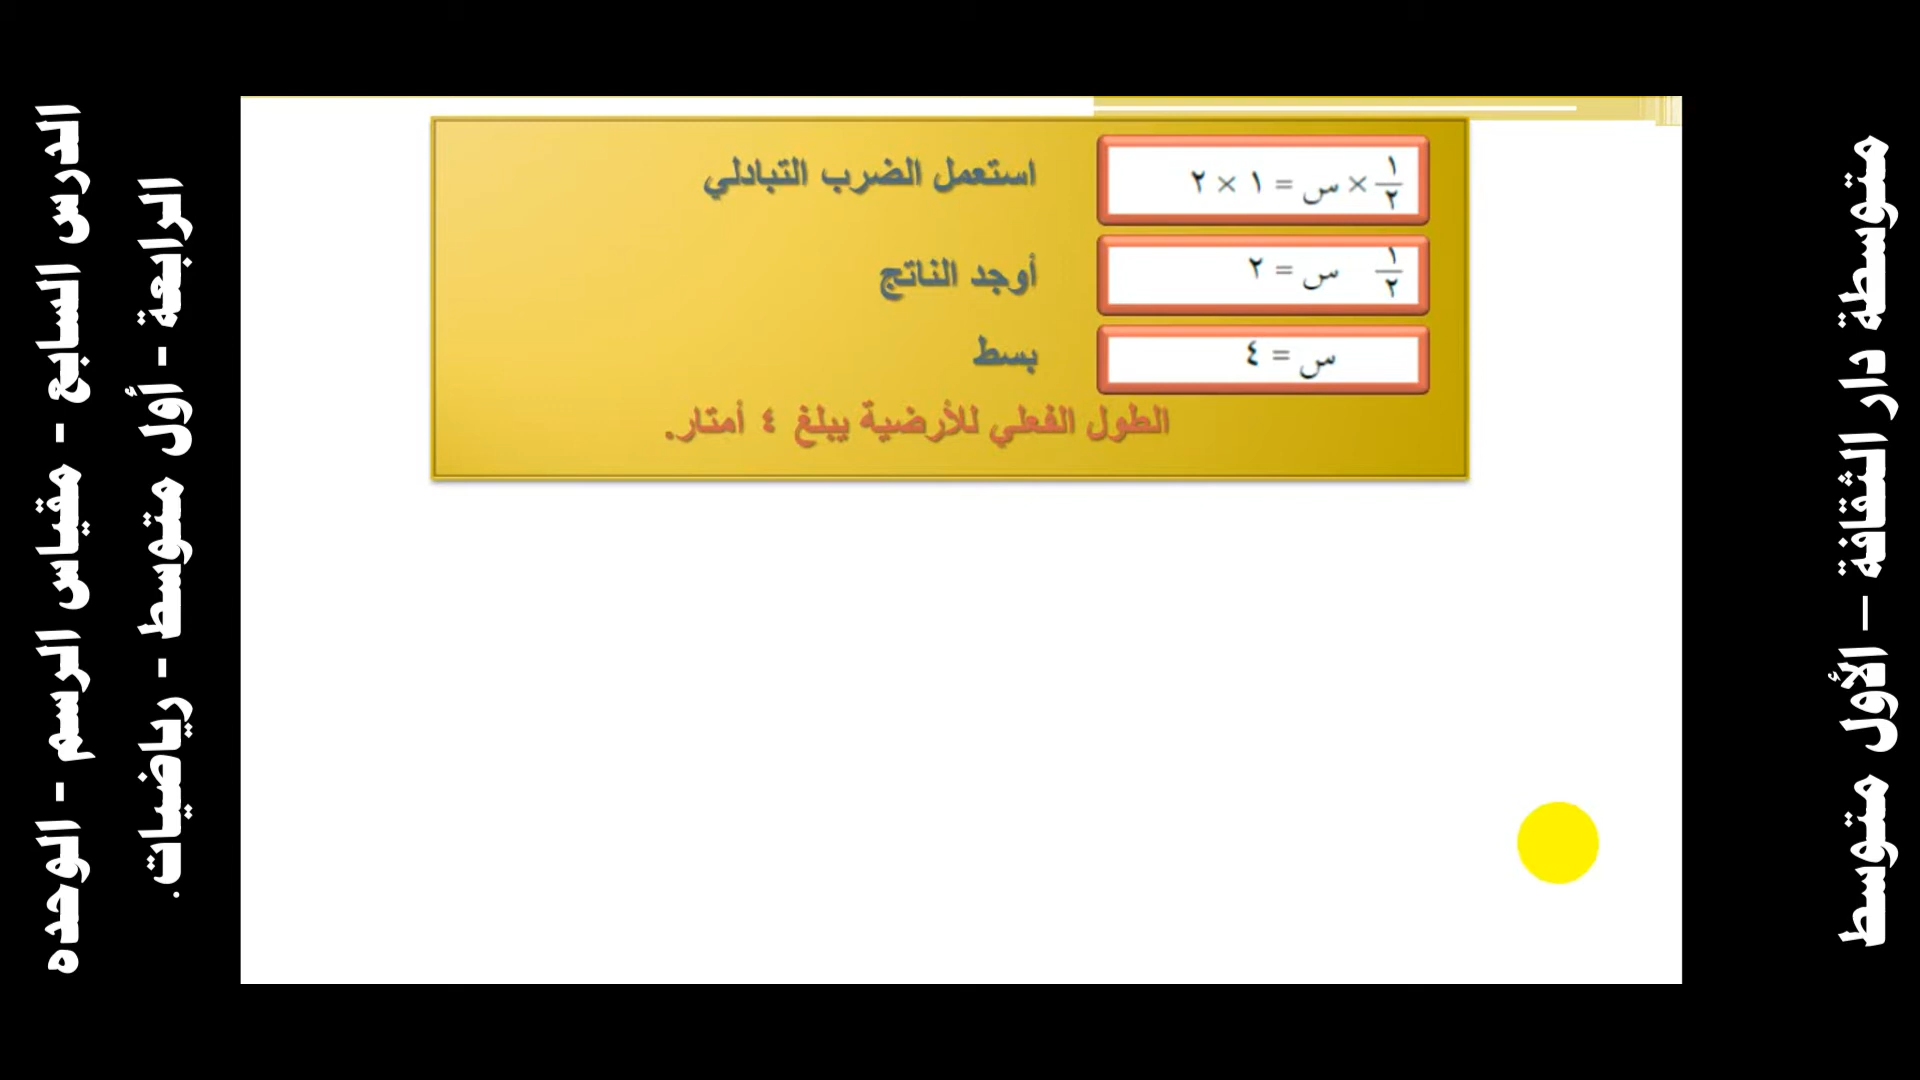 متوسطة دار الثقافة – الأول متوسط
١/٢ × س = ١ × ٢ استعمل الضرب التبادلي
١/٢ س = ٢ أوجد الناتج
س = ٤ بسط
الطول الفعلي للأرضية يبلغ ٤ أمتار.
الدرس السابع - مقياس الرسم - الوحده
الرابعة - أول متوسط - رياضيات.